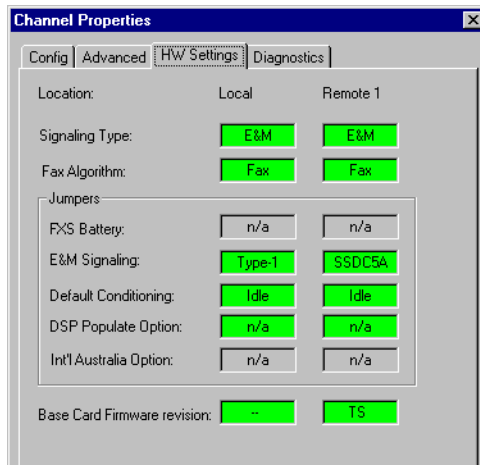 Channel Properties
Config Advanced HW Settings Diagnostics
Location: Local Remote 1
Signaling Type: E&M E&M
Fax Algorithm: Fax Fax
Jumpers
FXS Battery: n/a n/a
E&M Signaling: Type-1 SSDC5A
Default Conditioning: Idle Idle
DSP Populate Option: n/a n/a
Int'l Australia Option: n/a n/a
Base Card Firmware revision: -- TS